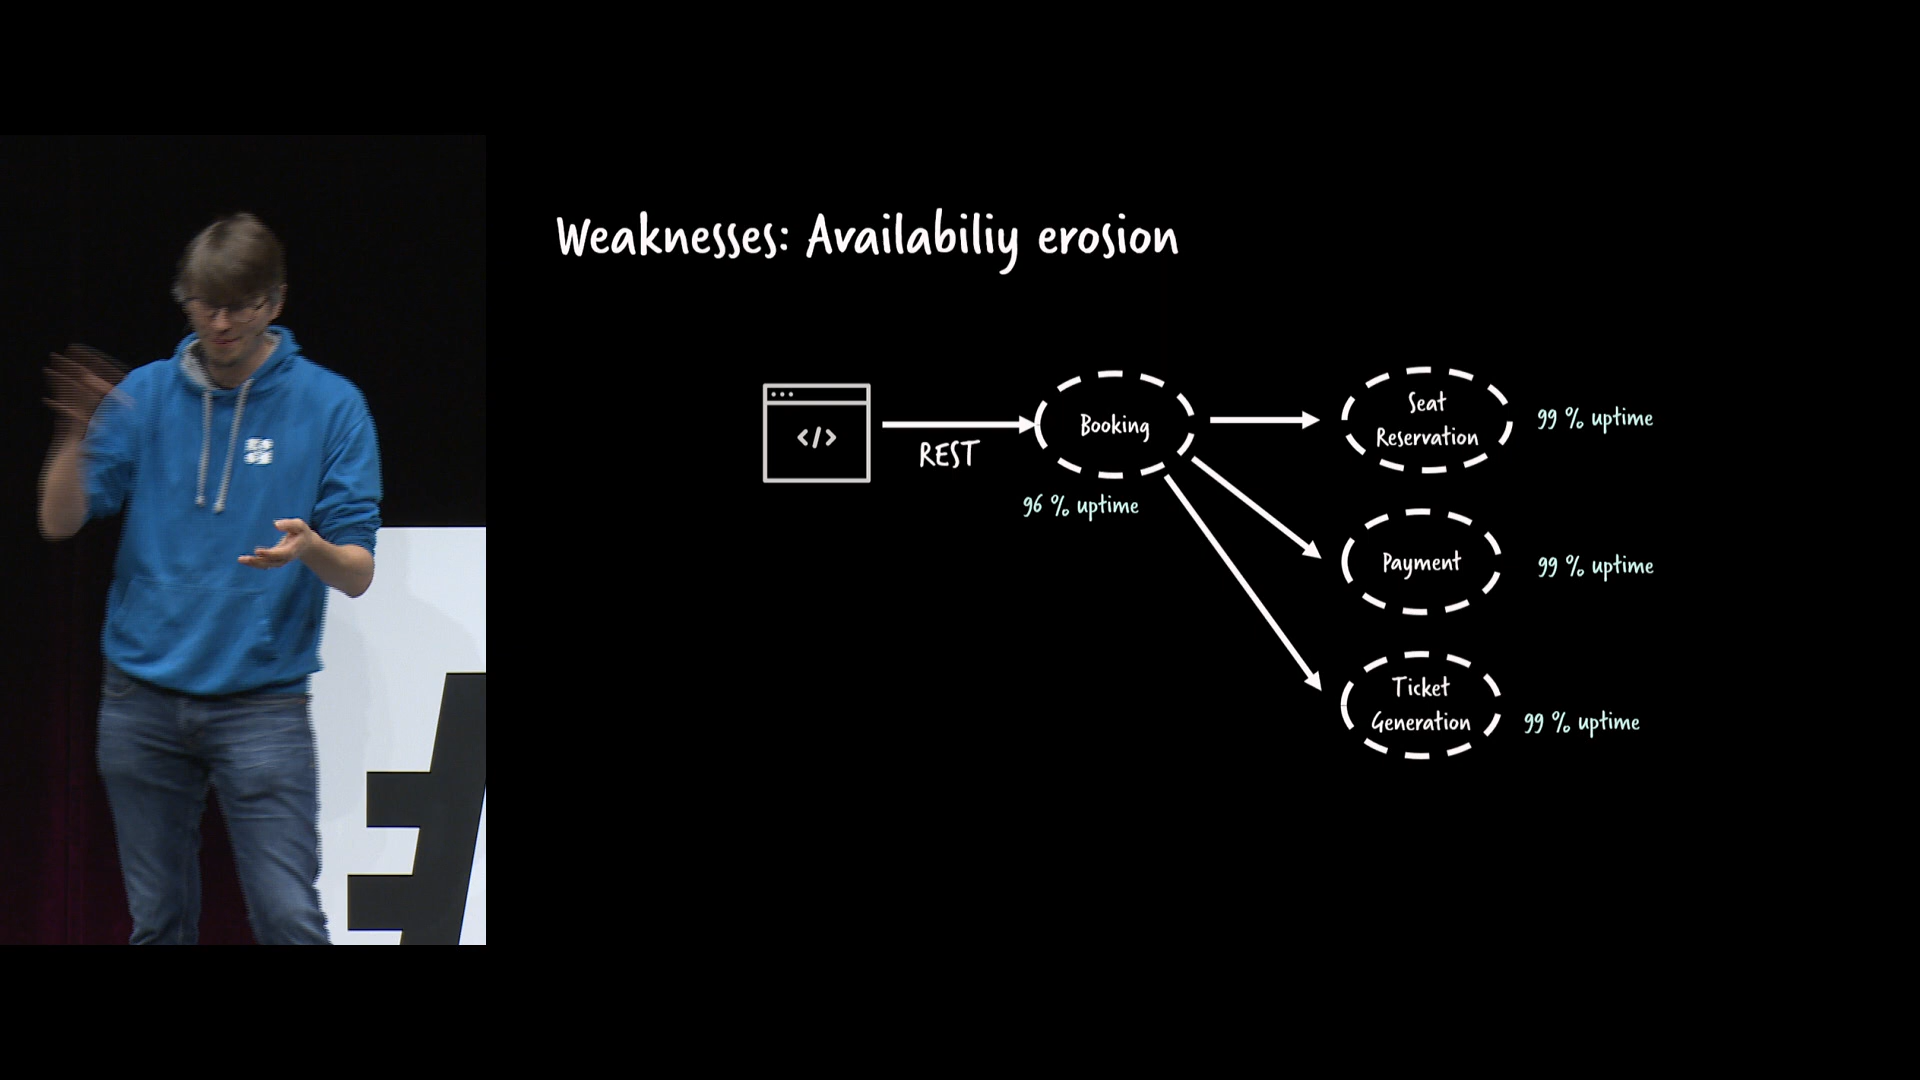 Weaknesses: Availabiliy erosion
</>
REST
Booking
96 % uptime
Seat
Reservation
99 % uptime
Payment
99 % uptime
Ticket
Generation
99 % uptime